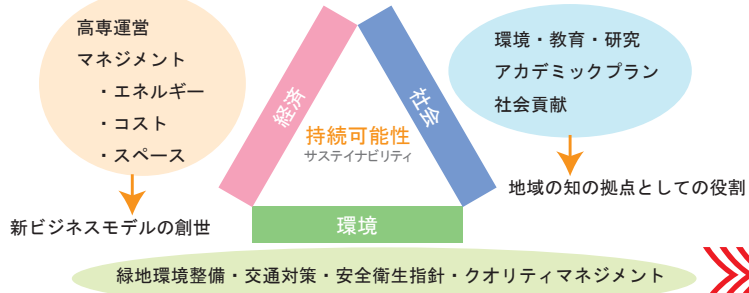 高専運営
マネジメント
・エネルギー
・コスト
・スペース
新ビジネスモデルの創世
経済
社会
持続可能性
サステイナビリティ
環境
環境・教育・研究
アカデミックプラン
社会貢献
地域の知の拠点としての役割
緑地環境整備・交通対策・安全衛生指針・クオリティマネジメント